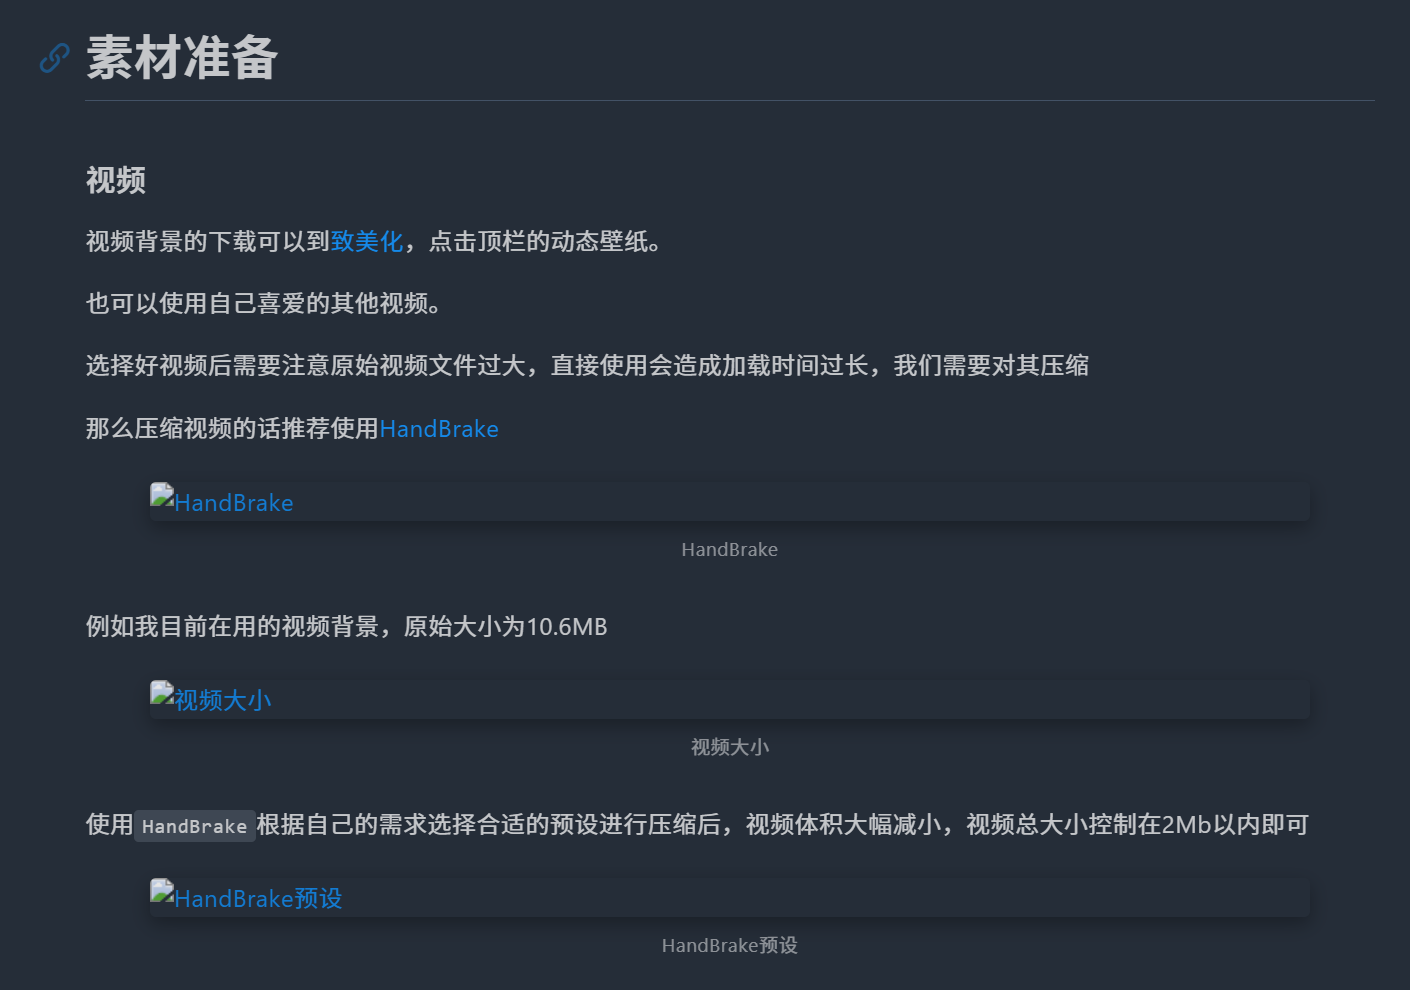 素材准备
视频
视频背景的下载可以到致美化，点击顶栏的动态壁纸。
也可以使用自己喜爱的其他视频。
选择好视频后需要注意原始视频文件过大，直接使用会造成加载时间过长，我们需要对其压缩
那么压缩视频的话推荐使用HandBrake
HandBrake
HandBrake
例如我目前在用的视频背景，原始大小为10.6MB
视频大小
视频大小
使用HandBrake根据自己的需求选择合适的预设进行压缩后，视频体积大幅减小，视频总大小控制在2Mb以内即可
HandBrake预设
HandBrake预设